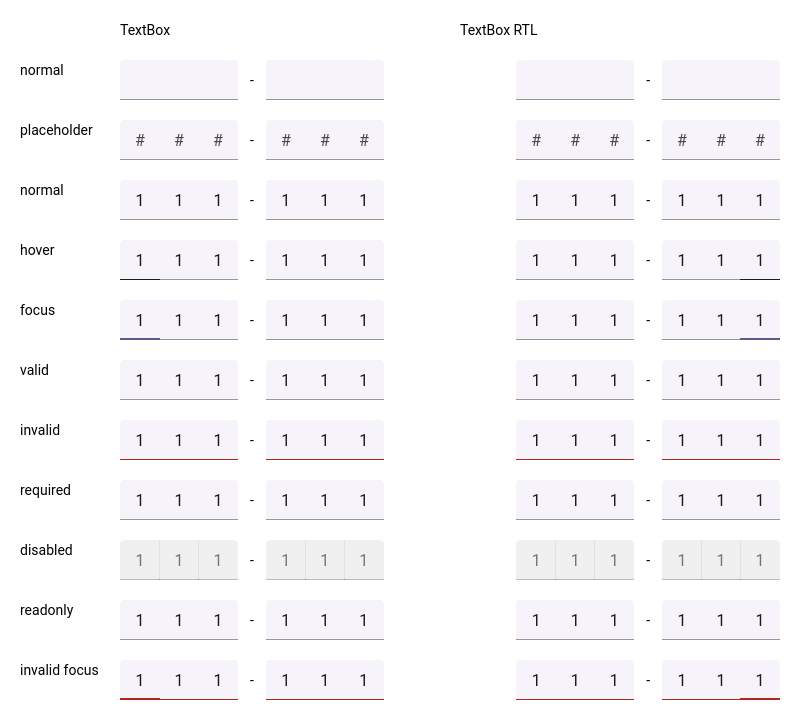 TextBox TextBox RTL
normal - -
placeholder # # # - # # # # # # - # # #
normal 1 1 1 - 1 1 1 1 1 1 - 1 1 1
hover 1 1 1 - 1 1 1 1 1 1 - 1 1 1
focus 1 1 1 - 1 1 1 1 1 1 - 1 1 1
valid 1 1 1 - 1 1 1 1 1 1 - 1 1 1
invalid 1 1 1 - 1 1 1 1 1 1 - 1 1 1
required 1 1 1 - 1 1 1 1 1 1 - 1 1 1
disabled 1 1 1 - 1 1 1 1 1 1 - 1 1 1
readonly 1 1 1 - 1 1 1 1 1 1 - 1 1 1
invalid focus 1 1 1 - 1 1 1 1 1 1 - 1 1 1